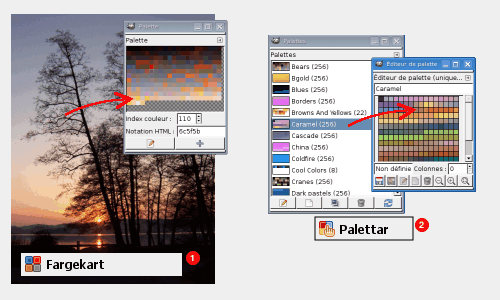 Palette
Palette
Index couleur : 110
Notation HTML : 6c5f5b
Fargekart
1
Palettes
Palettes
Bears (256)
Bgold (256)
Blues (256)
Borders (256)
Browns And Yellows (22)
Caramel (256)
Cascade (256)
China (256)
Coldfire (256)
Cool Colors (8)
Cranes (256)
Dark pastels (256)
Éditeur de palette
Éditeur de palette (unique...
Caramel
Non définie Colonnes : 0
Palettar
2